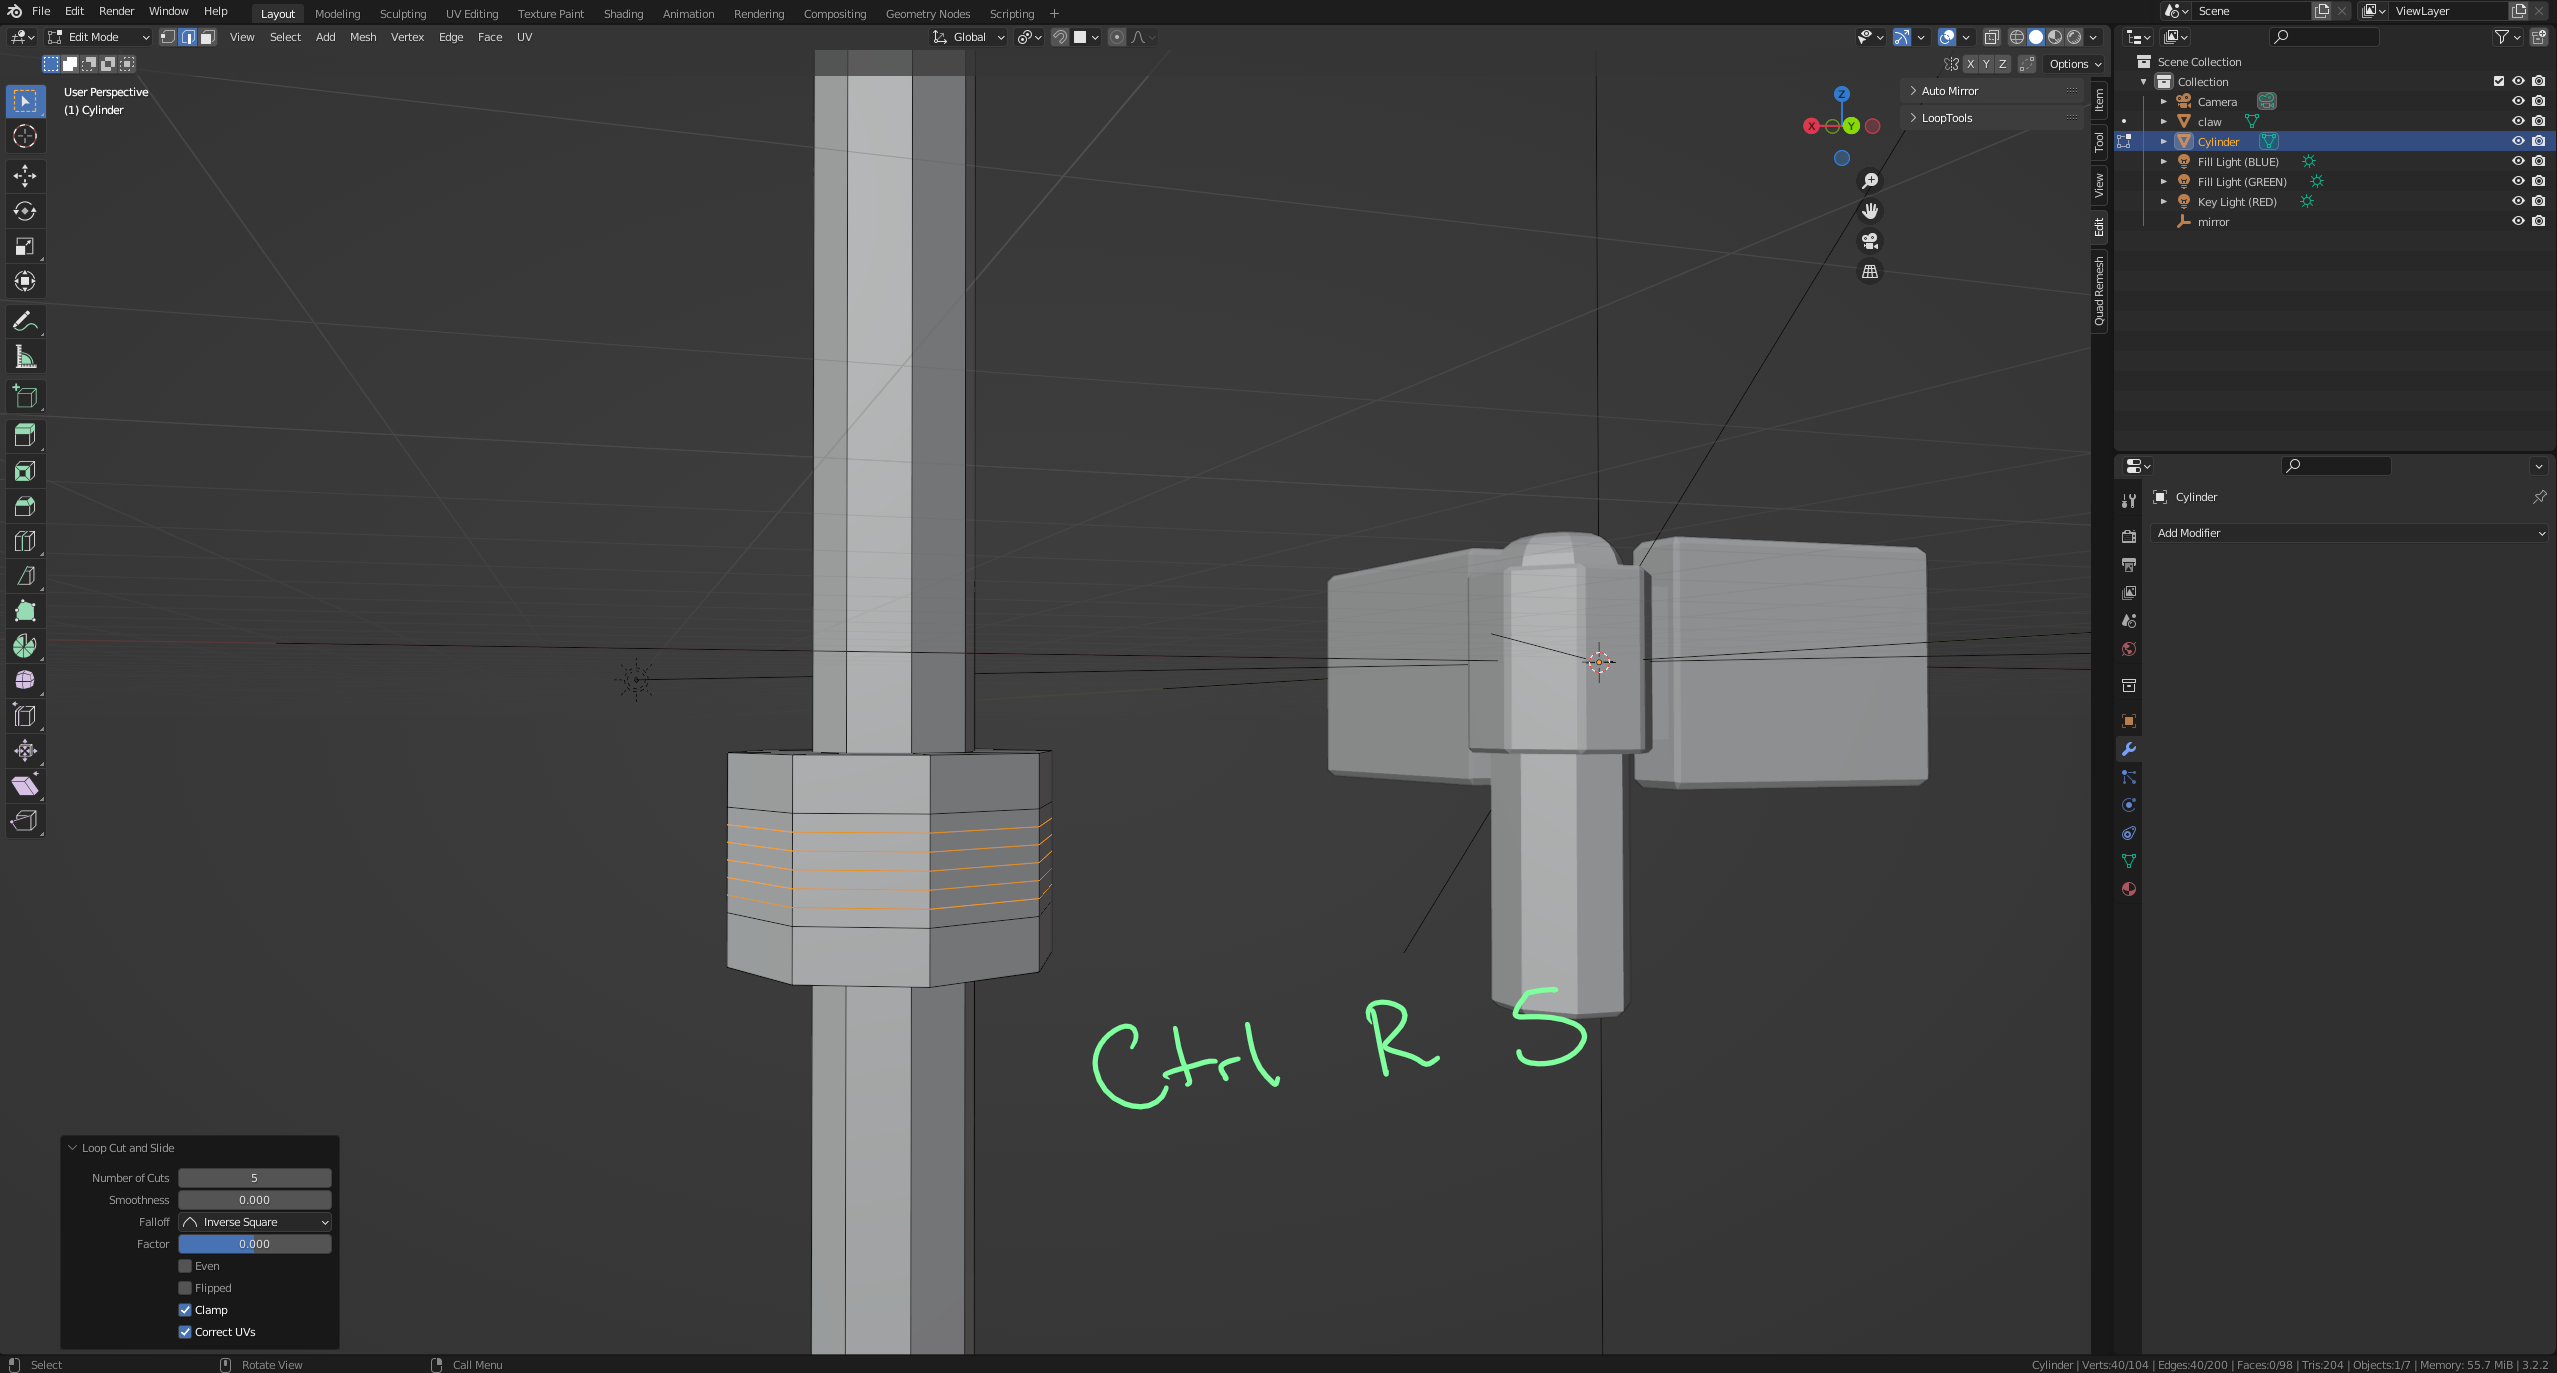 File Edit Render Window Help Layout Modeling Sculpting UV Editing Texture Paint Shading Animation Rendering Compositing Geometry Nodes Scripting + Scene ViewLayer
Edit Mode View Select Add Mesh Vertex Edge Face UV Global
X Y Z Options
User Perspective
(1) Cylinder
Z
X Y
Auto Mirror
LoopTools
Item
Tool
View
Edit
Quad Remesh
Scene Collection
Collection
Camera
claw
Cylinder
Fill Light (BLUE)
Fill Light (GREEN)
Key Light (RED)
mirror
Cylinder
Add Modifier
Ctrl R 5
Loop Cut and Slide
Number of Cuts 5
Smoothness 0.000
Falloff Inverse Square
Factor 0.000
Even
Flipped
Clamp
Correct UVs
Select Rotate View Call Menu
Cylinder | Verts:40/104 | Edges:40/200 | Faces:0/98 | Tris:204 | Objects:1/7 | Memory: 55.7 MiB | 3.2.2